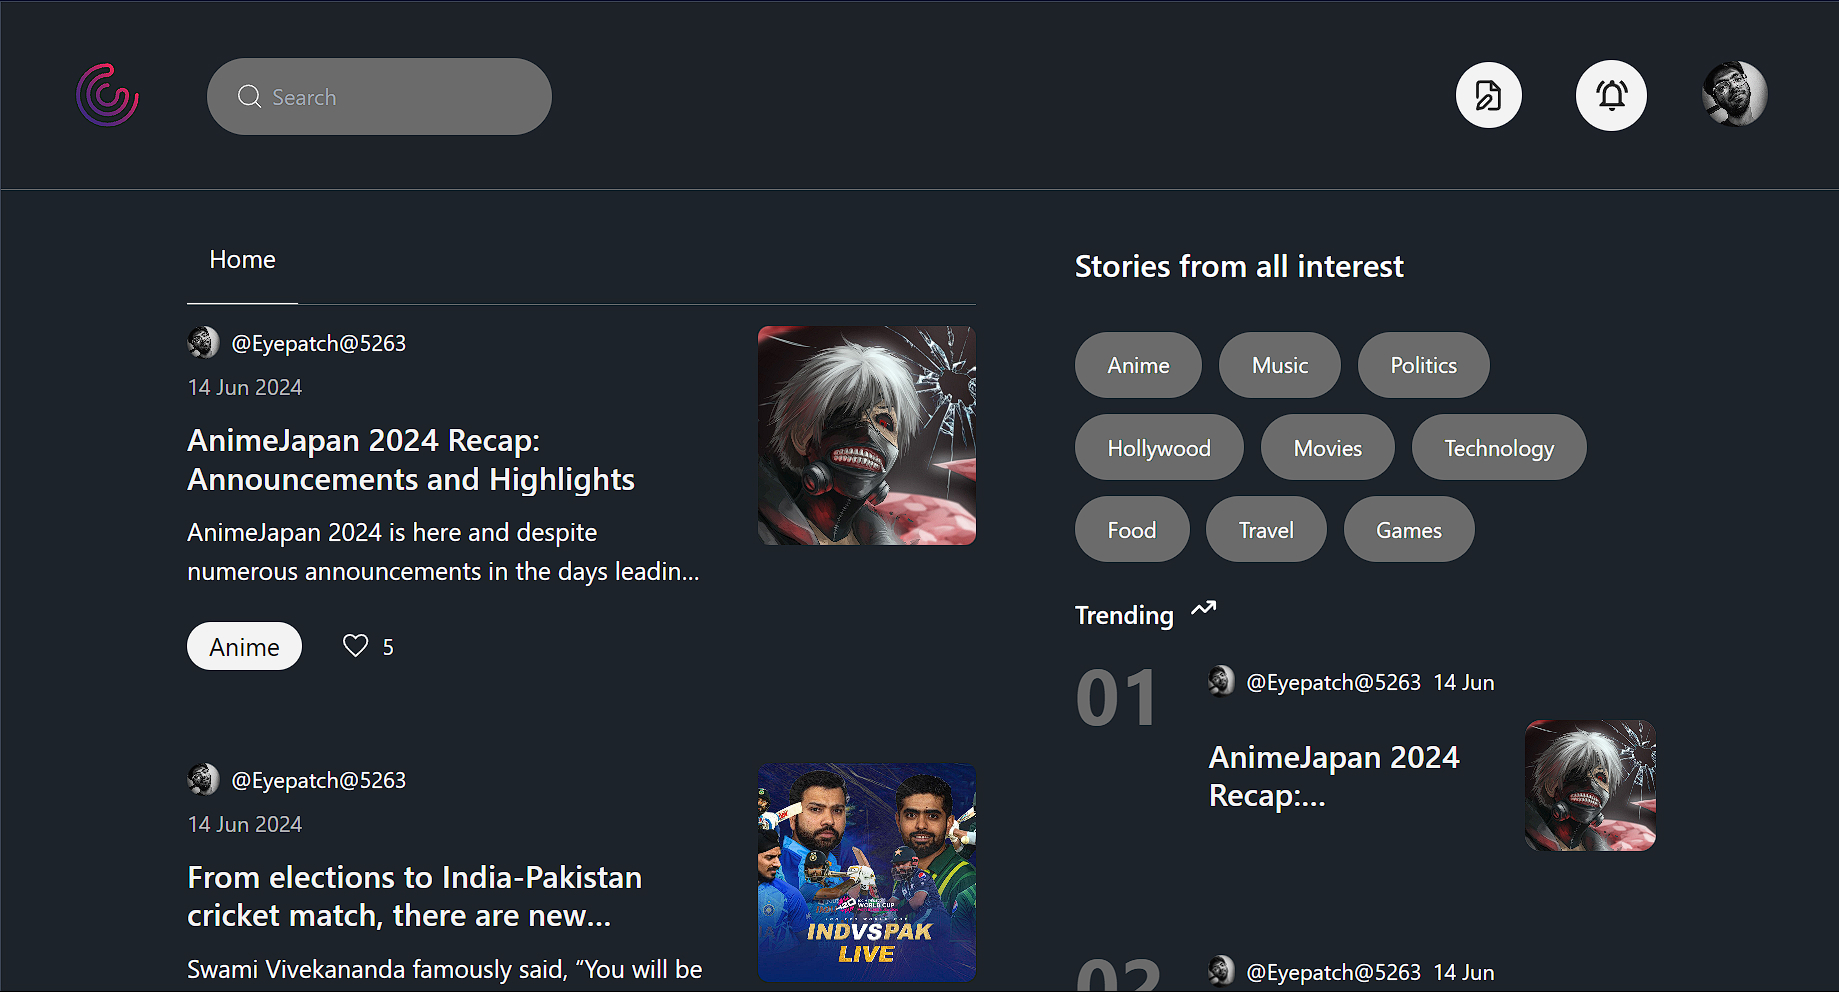 Search
Home
@Eyepatch@5263
14 Jun 2024
AnimeJapan 2024 Recap:
Announcements and Highlights
AnimeJapan 2024 is here and despite
numerous announcements in the days leadin...
Anime
5
@Eyepatch@5263
14 Jun 2024
From elections to India-Pakistan
cricket match, there are new...
Swami Vivekananda famously said, “You will be
WORLD CUP
INDVSPAK
LIVE
Stories from all interest
Anime
Music
Politics
Hollywood
Movies
Technology
Food
Travel
Games
Trending
01
@Eyepatch@5263 14 Jun
AnimeJapan 2024
Recap:...
02
@Eyepatch@5263 14 Jun